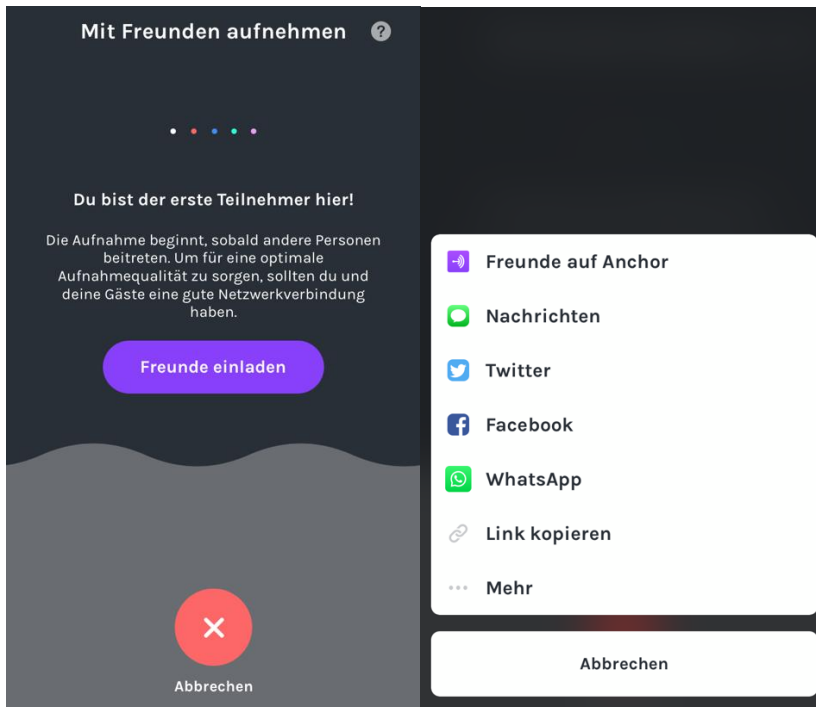 Mit Freunden aufnehmen ?
Du bist der erste Teilnehmer hier!
Die Aufnahme beginnt, sobald andere Personen
beitreten. Um für eine optimale
Aufnahmequalität zu sorgen, sollten du und
deine Gäste eine gute Netzwerkverbindung
haben.
Freunde einladen
Abbrechen
Freunde auf Anchor
Nachrichten
Twitter
Facebook
WhatsApp
Link kopieren
Mehr
Abbrechen